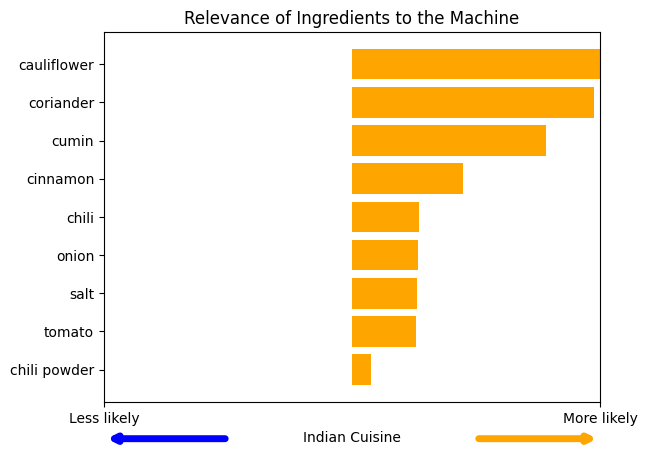 Relevance of Ingredients to the Machine
cauliflower
coriander
cumin
cinnamon
chili
onion
salt
tomato
chili powder
Less likely
More likely
Indian Cuisine